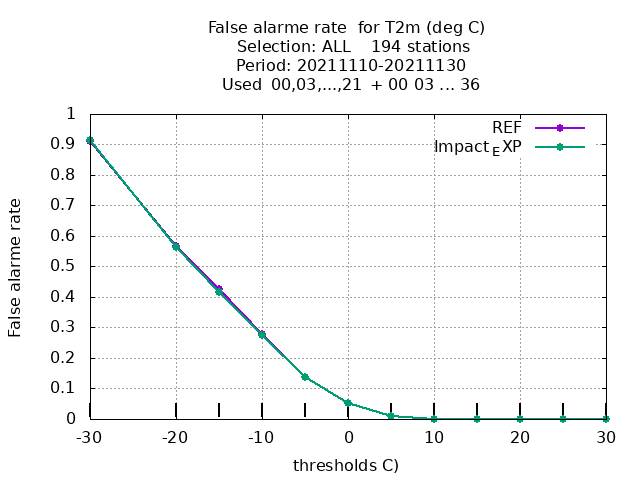 False alarme rate  for T2m (deg C)
Selection: ALL    194 stations
Period: 20211110-20211130
Used  00,03,...,21  + 00 03 ... 36
REF
Impact_EXP
False alarme rate
1
0.9
0.8
0.7
0.6
0.5
0.4
0.3
0.2
0.1
0
-30 -20 -10 0 10 20 30
thresholds C)